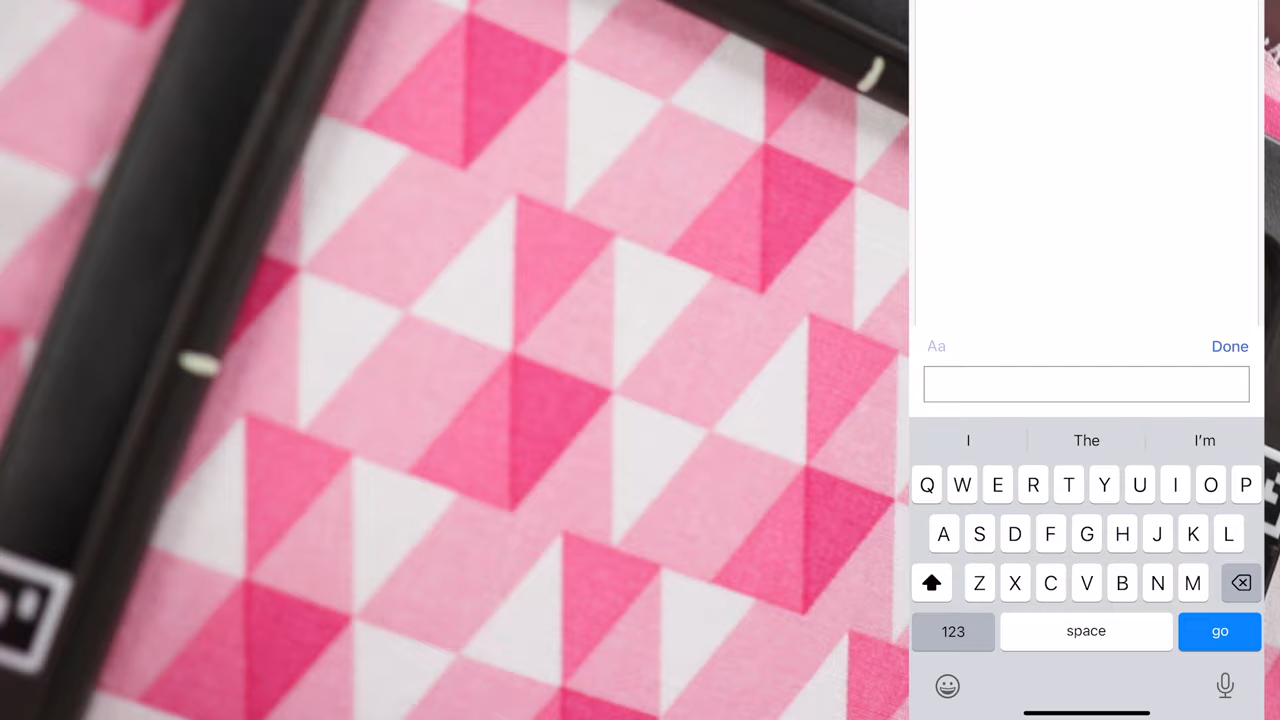 Aa Done
I The I'm
Q W E R T Y U I O P
A S D F G H J K L
Z X C V B N M
123 space go